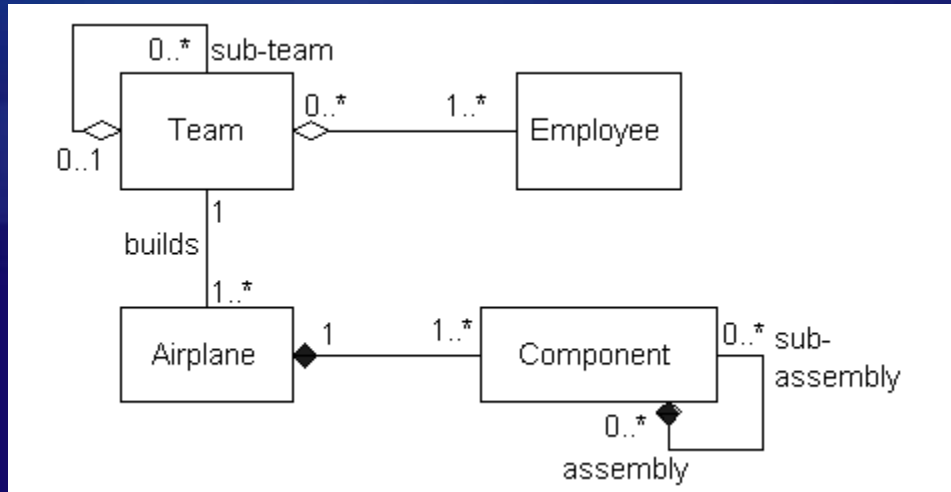 0..* sub-team
Team
0..*
1..*
Employee
0..1
1
builds
1..*
Airplane
1
1..*
Component
0..* sub-
assembly
0..*
assembly